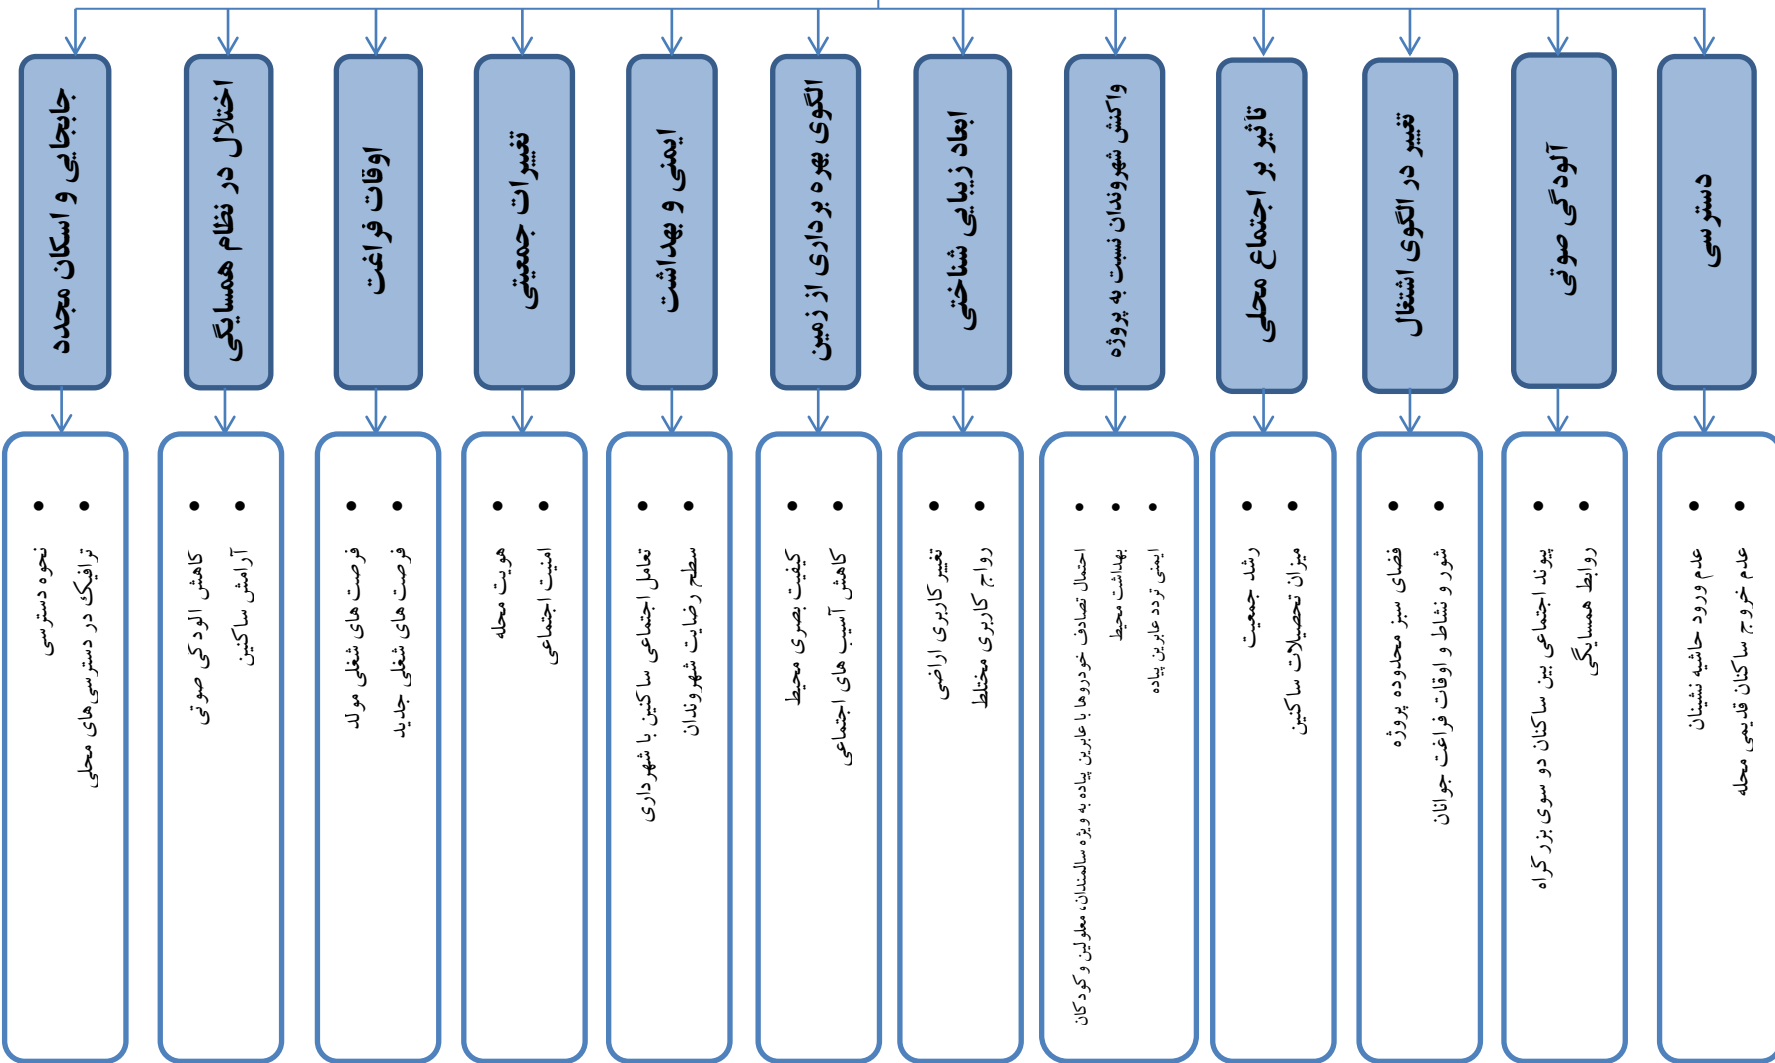 دسترسی
آلودگی صوتی
تغییر در الگوی اشتغال
تأثیر بر اجتماع محلی
واکنش شهروندان نسبت به پروژه
ابعاد زیبایی شناختی
الگوی بهره برداری از زمین
ایمنی و بهداشت
تغییرات جمعیتی
اوقات فراغت
اختلال در نظام همسایگی
جابجایی و اسکان مجدد
عدم خروج ساکنان قدیمی محله
عدم ورود حاشیه نشینان
روابط همسایگی
پیوند اجتماعی بین ساکنان دو سوی بزرگراه
شور و نشاط و اوقات فراغت جوانان
فضای سبز محدوده پروژه
میزان تحصیلات ساکنین
رشد جمعیت
ایمنی تردد عابرین پیاده
بهداشت محیط
احتمال تصادف خودروها با عابرین پیاده به ویژه سالمندان، معلولین و کودکان
رواج کاربری مختلط
تغییر کاربری اراضی
کاهش آسیب های اجتماعی
کیفیت بصری محیط
سطح رضایت شهروندان
تعامل اجتماعی ساکنین با شهرداری
امنیت اجتماعی
هویت محله
فرصت های شغلی جدید
فرصت های شغلی مولد
آرامش ساکنین
کاهش الودگی صوتی
ترافیک در دسترسی‌های محلی
نحوه دسترسی